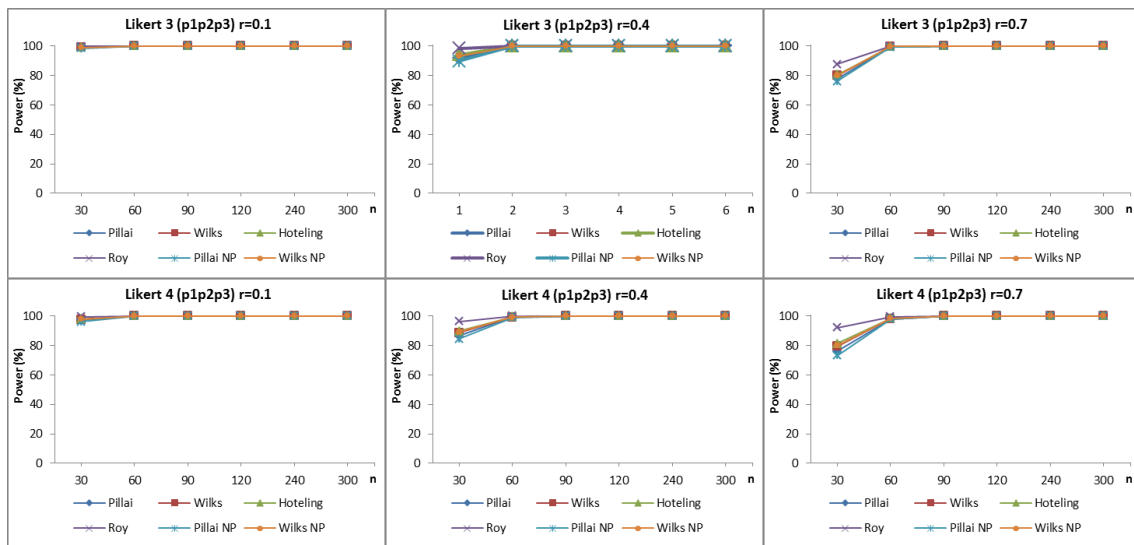 Likert 3 (p1p2p3) r=0.1
Power (%)
100
80
60
40
20
0
30 60 90 120 240 300 n
Pillai Wilks Hoteling
Roy Pillai NP Wilks NP
Likert 3 (p1p2p3) r=0.4
Power (%)
100
80
60
40
20
0
1 2 3 4 5 6 n
Pillai Wilks Hoteling
Roy Pillai NP Wilks NP
Likert 3 (p1p2p3) r=0.7
Power (%)
100
80
60
40
20
0
30 60 90 120 240 300 n
Pillai Wilks Hoteling
Roy Pillai NP Wilks NP
Likert 4 (p1p2p3) r=0.1
Power (%)
100
80
60
40
20
0
30 60 90 120 240 300 n
Pillai Wilks Hoteling
Roy Pillai NP Wilks NP
Likert 4 (p1p2p3) r=0.4
Power (%)
100
80
60
40
20
0
30 60 90 120 240 300 n
Pillai Wilks Hoteling
Roy Pillai NP Wilks NP
Likert 4 (p1p2p3) r=0.7
Power (%)
100
80
60
40
20
0
30 60 90 120 240 300 n
Pillai Wilks Hoteling
Roy Pillai NP Wilks NP